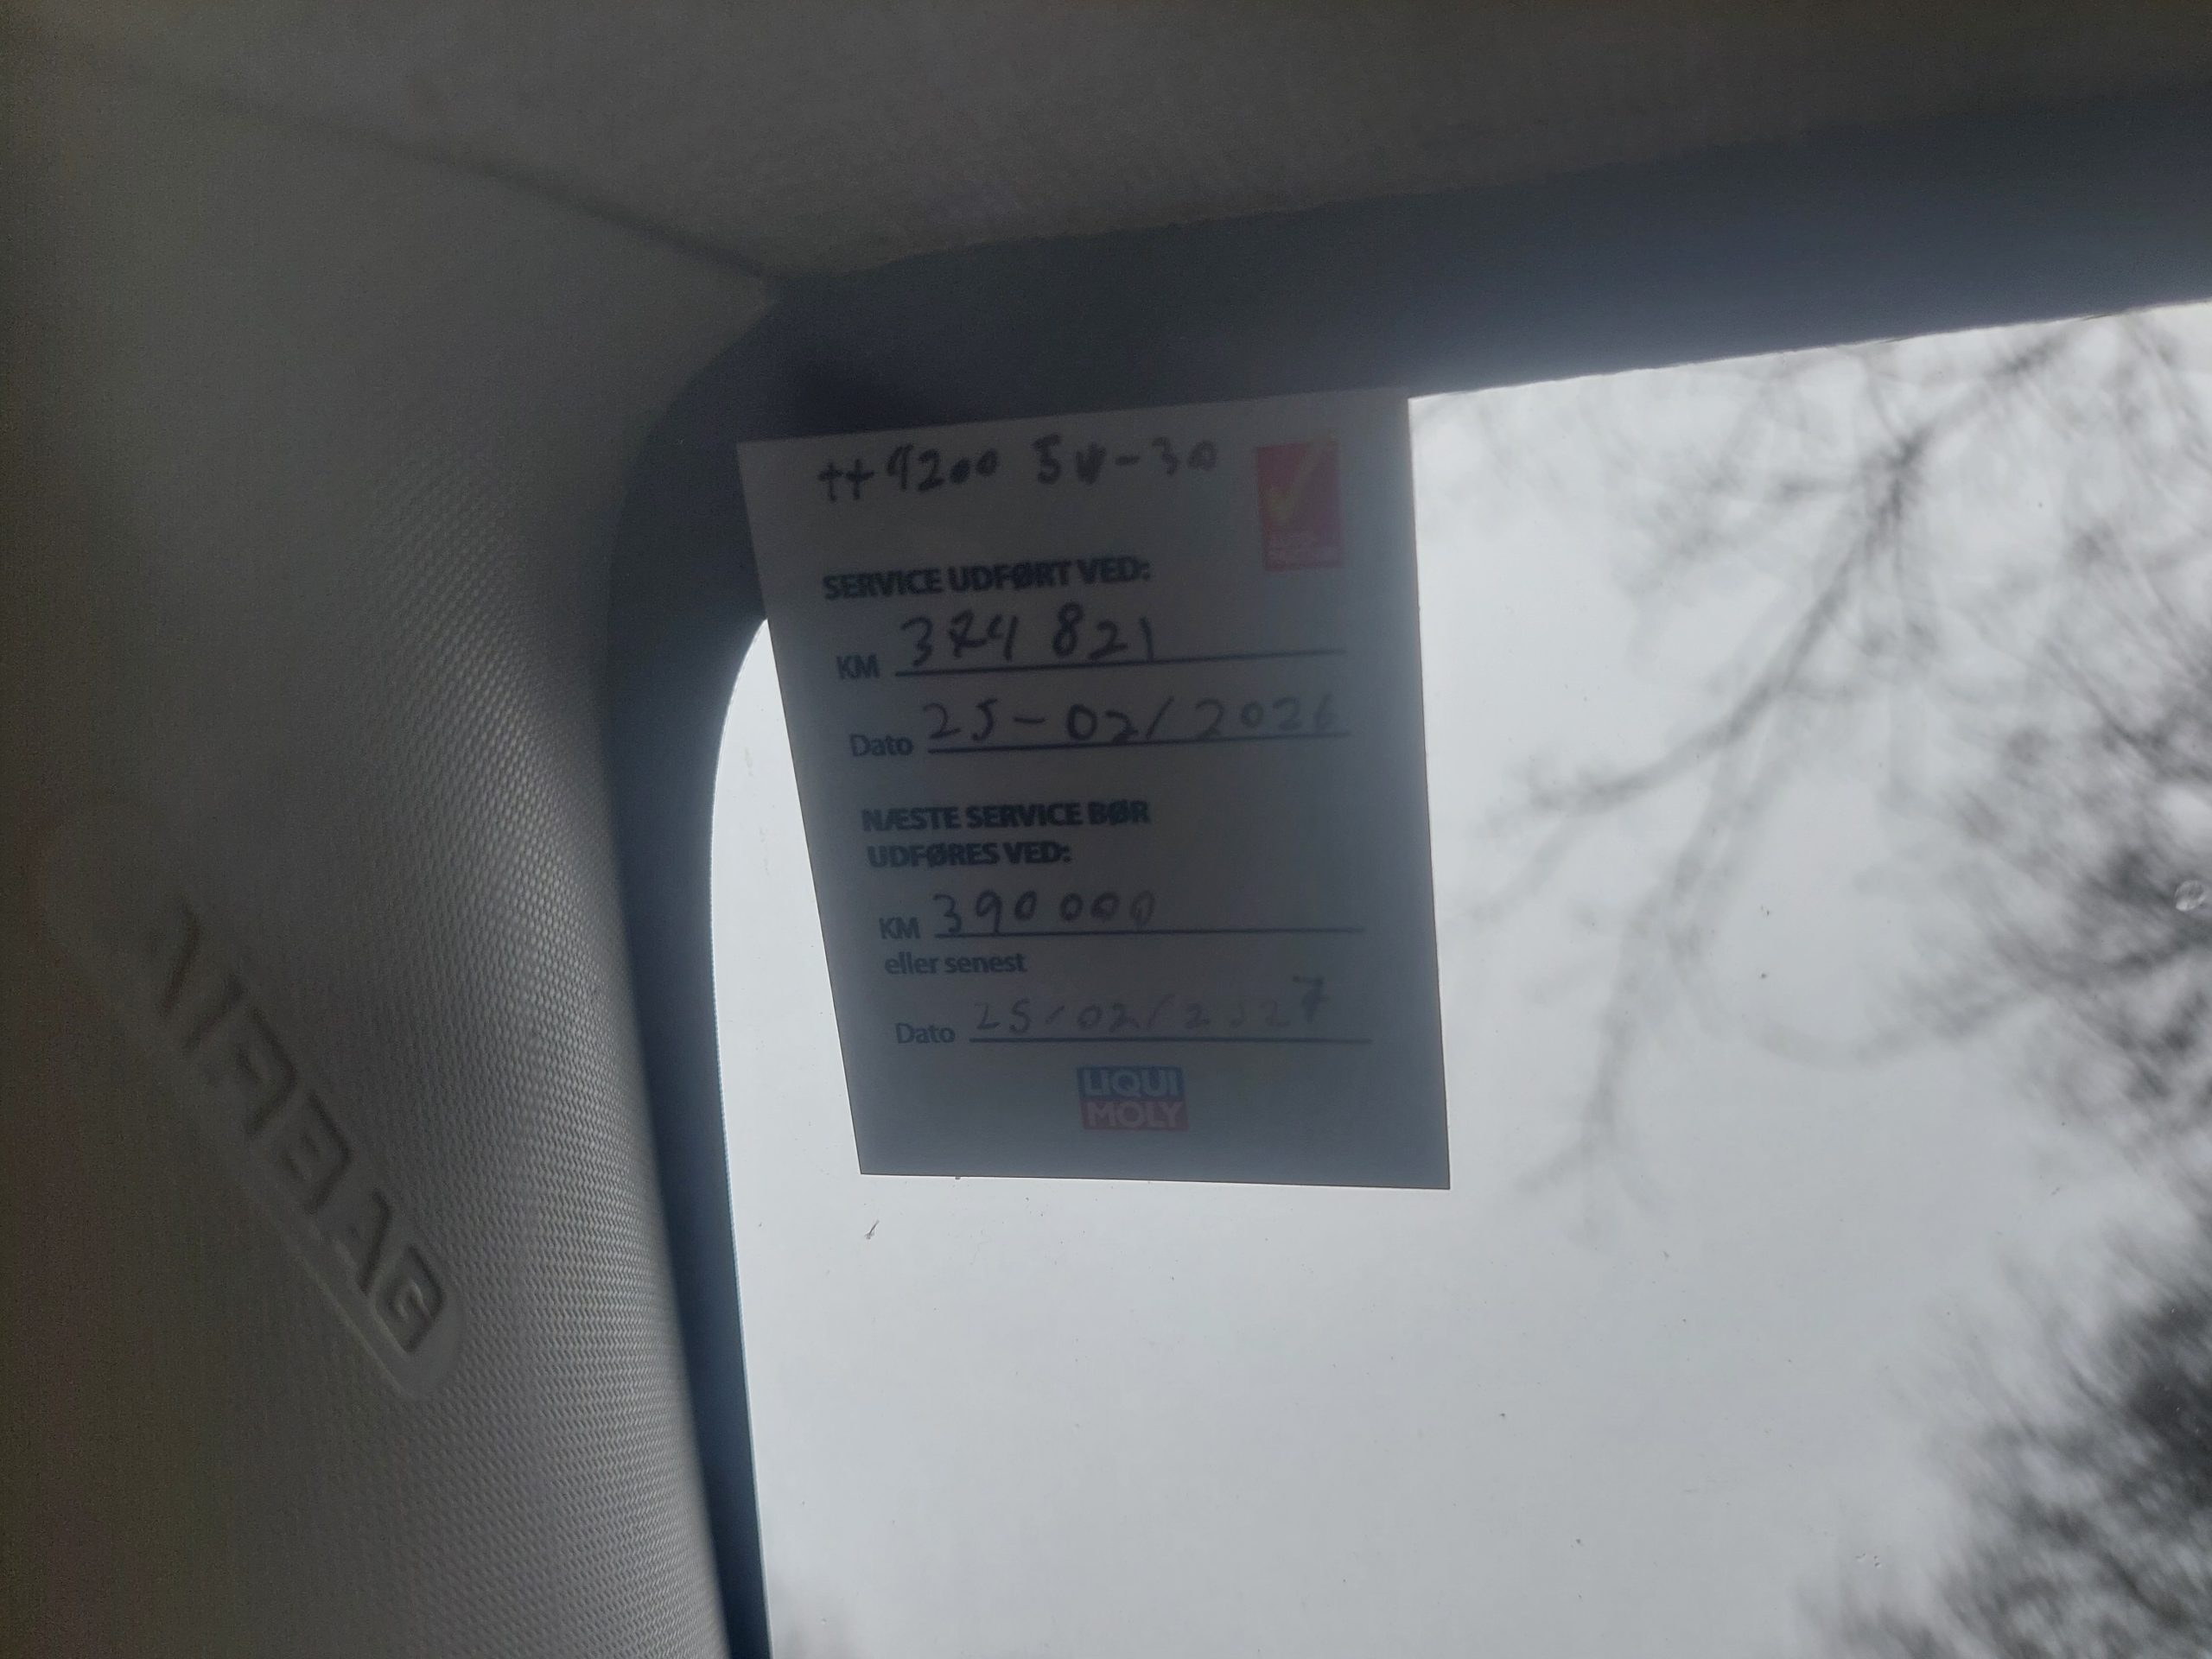 tt 9200 5W-30
SERVICE UDFØRT VED:
KM 374 821
Dato 25-02/2026
NÆSTE SERVICE BØR
UDFØRES VED:
KM 390 000
eller senest
Dato 25-02/2027
LIQUI
MOLY
AIRBAG